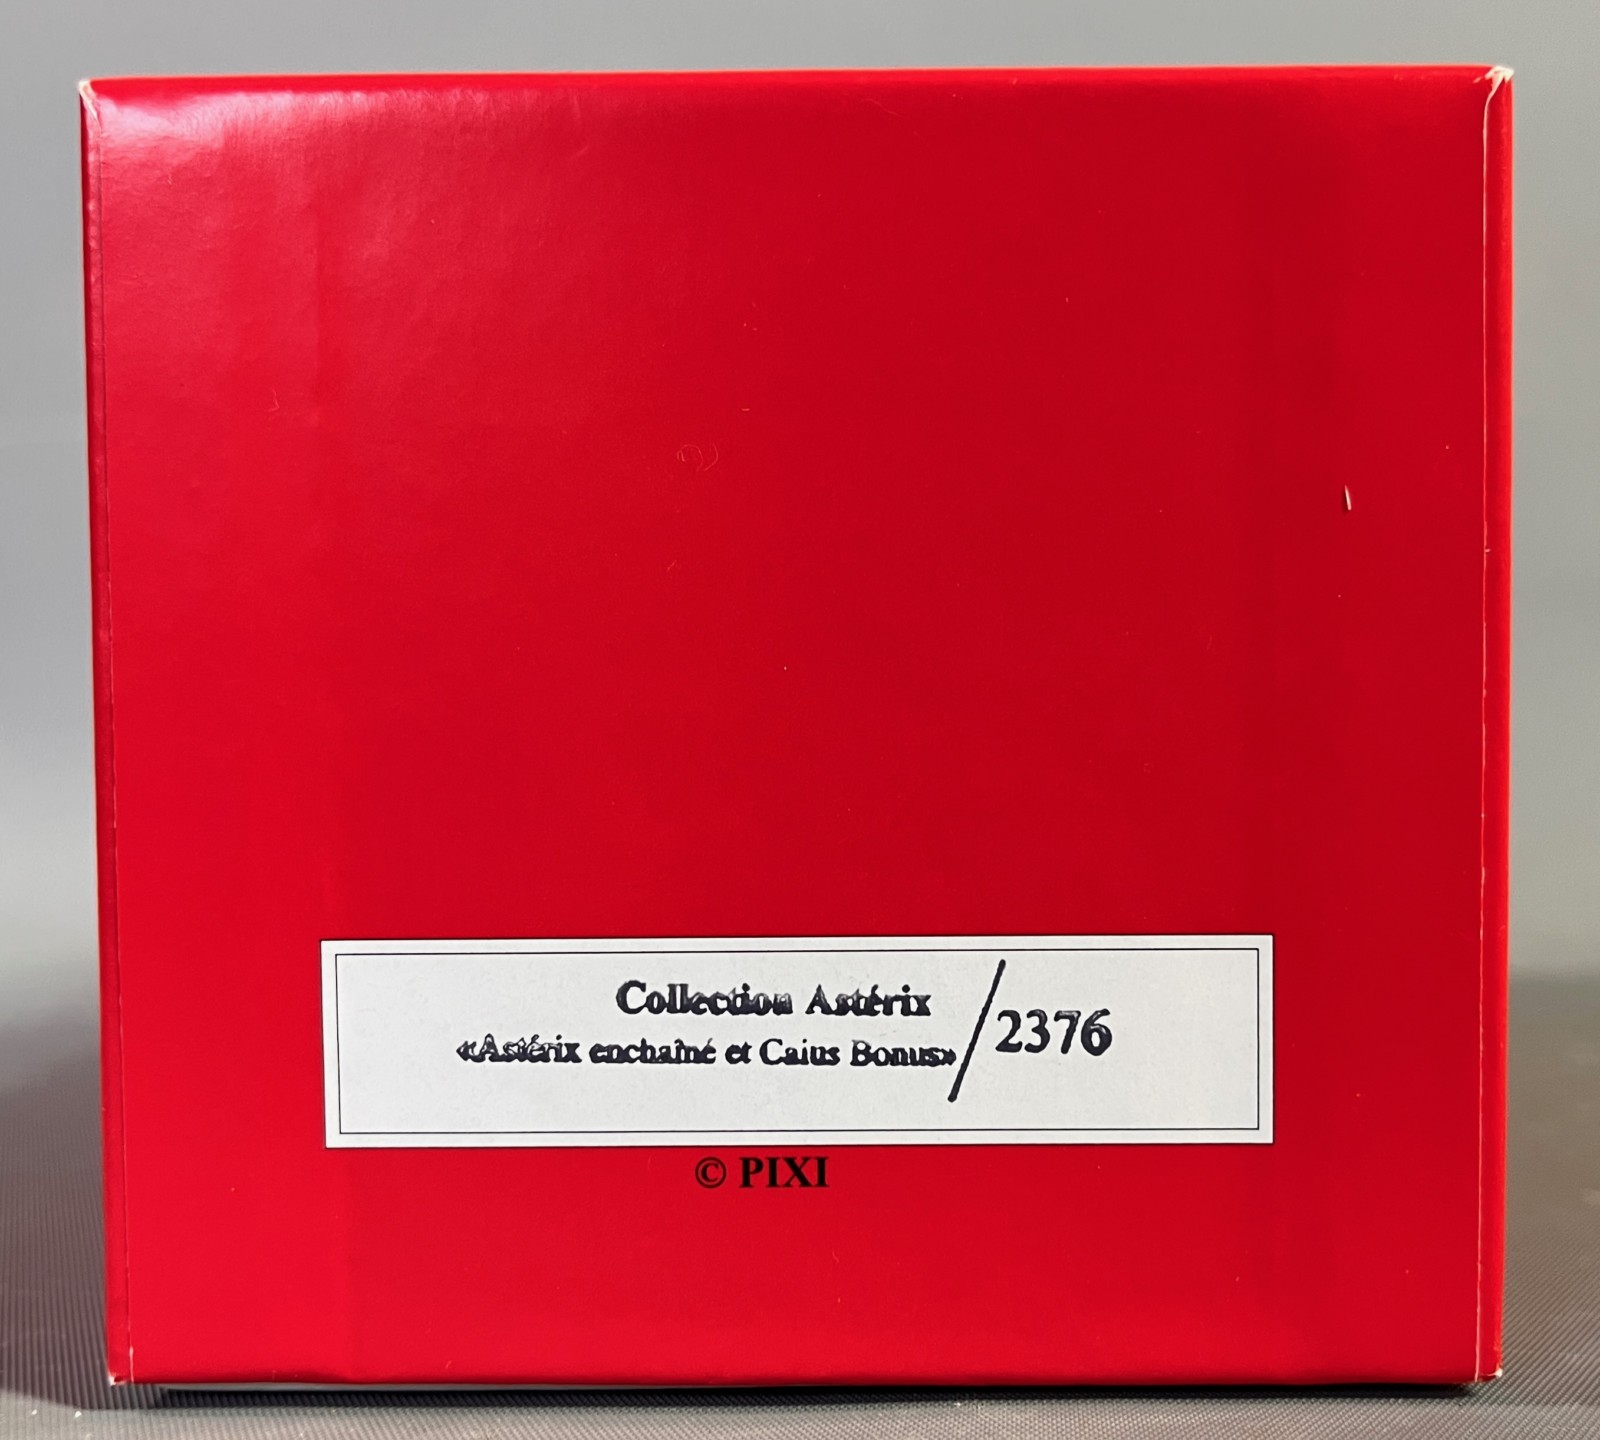 Collection Astérix
«Astérix enchaîné et Caius Bonus» /2376
© PIXI